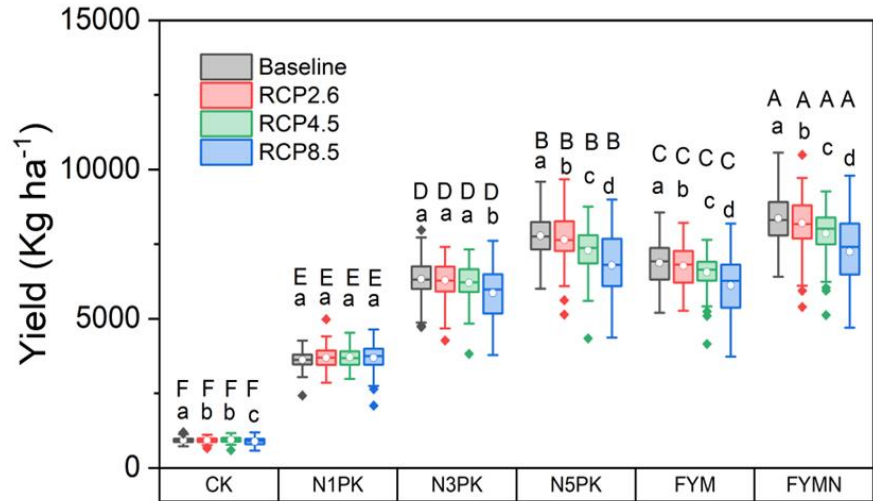 15000
Baseline
RCP2.6
RCP4.5
RCP8.5
A A A A
a b c d
B B B B
a b c d
10000
C C C C
a b c d
D D D D
a a a b
Yield (Kg ha⁻¹)
5000
E E E E
a a a a
F F F F
a b b c
0
CK N1PK N3PK N5PK FYM FYMN